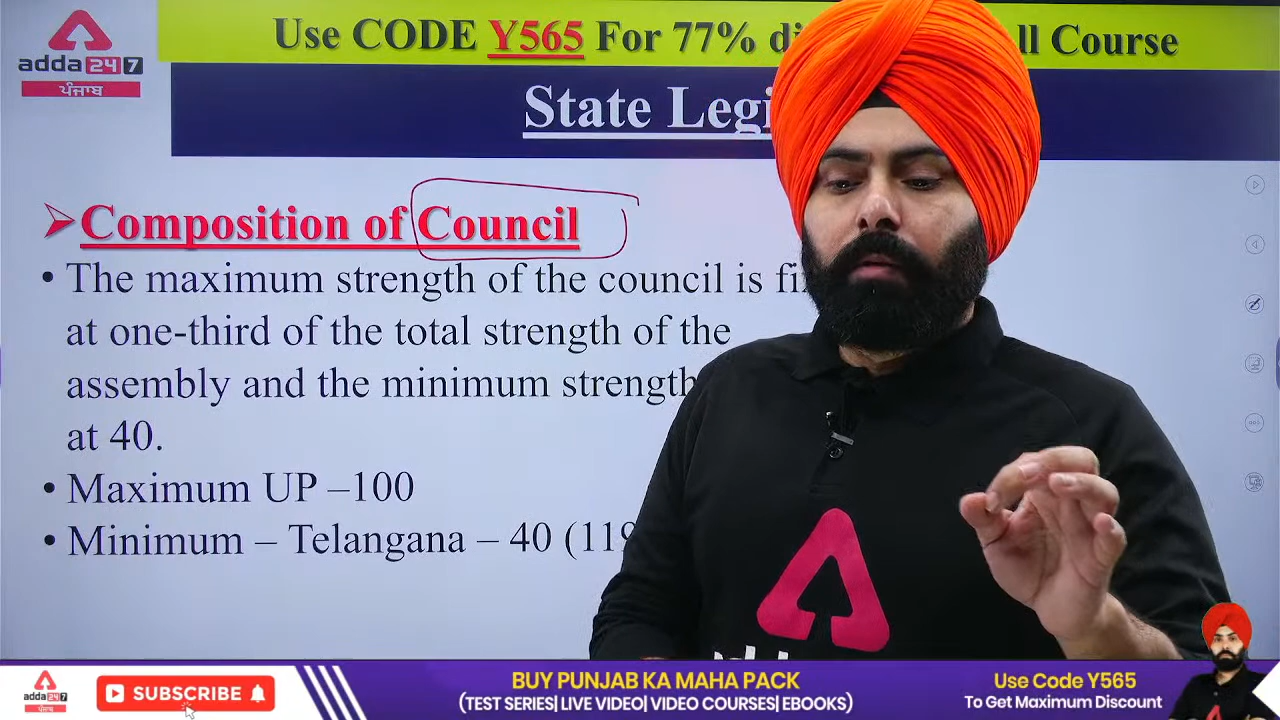 Use CODE Y565 For 77% di ll Course
adda 247
ਪੰਜਾਬ
State Legi
➢Composition of Council
• The maximum strength of the council is fi
at one-third of the total strength of the
assembly and the minimum strength
at 40.
• Maximum UP –100
• Minimum – Telangana – 40 (119
adda 247
ਪੰਜਾਬ
SUBSCRIBE
BUY PUNJAB KA MAHA PACK
(TEST SERIES| LIVE VIDEO| VIDEO COURSES| EBOOKS)
Use Code Y565
To Get Maximum Discount